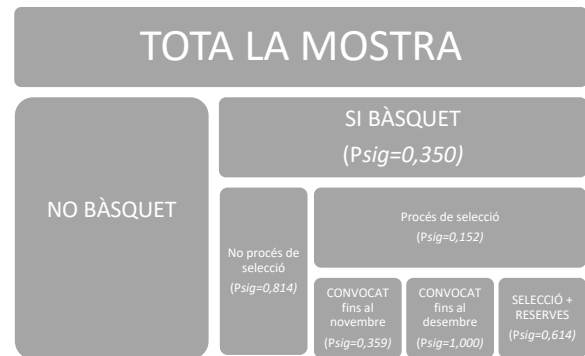 TOTA LA MOSTRA
SI BÀSQUET
(Psig=0,350)
NO BÀSQUET
No procés de
selecció
(Psig=0,814)
Procés de selecció
(Psig=0,152)
CONVOCAT
fins al
novembre
(Psig=0,359)
CONVOCAT
fins al
desembre
(Psig=1,000)
SELECCIÓ +
RESERVES
(Psig=0,614)